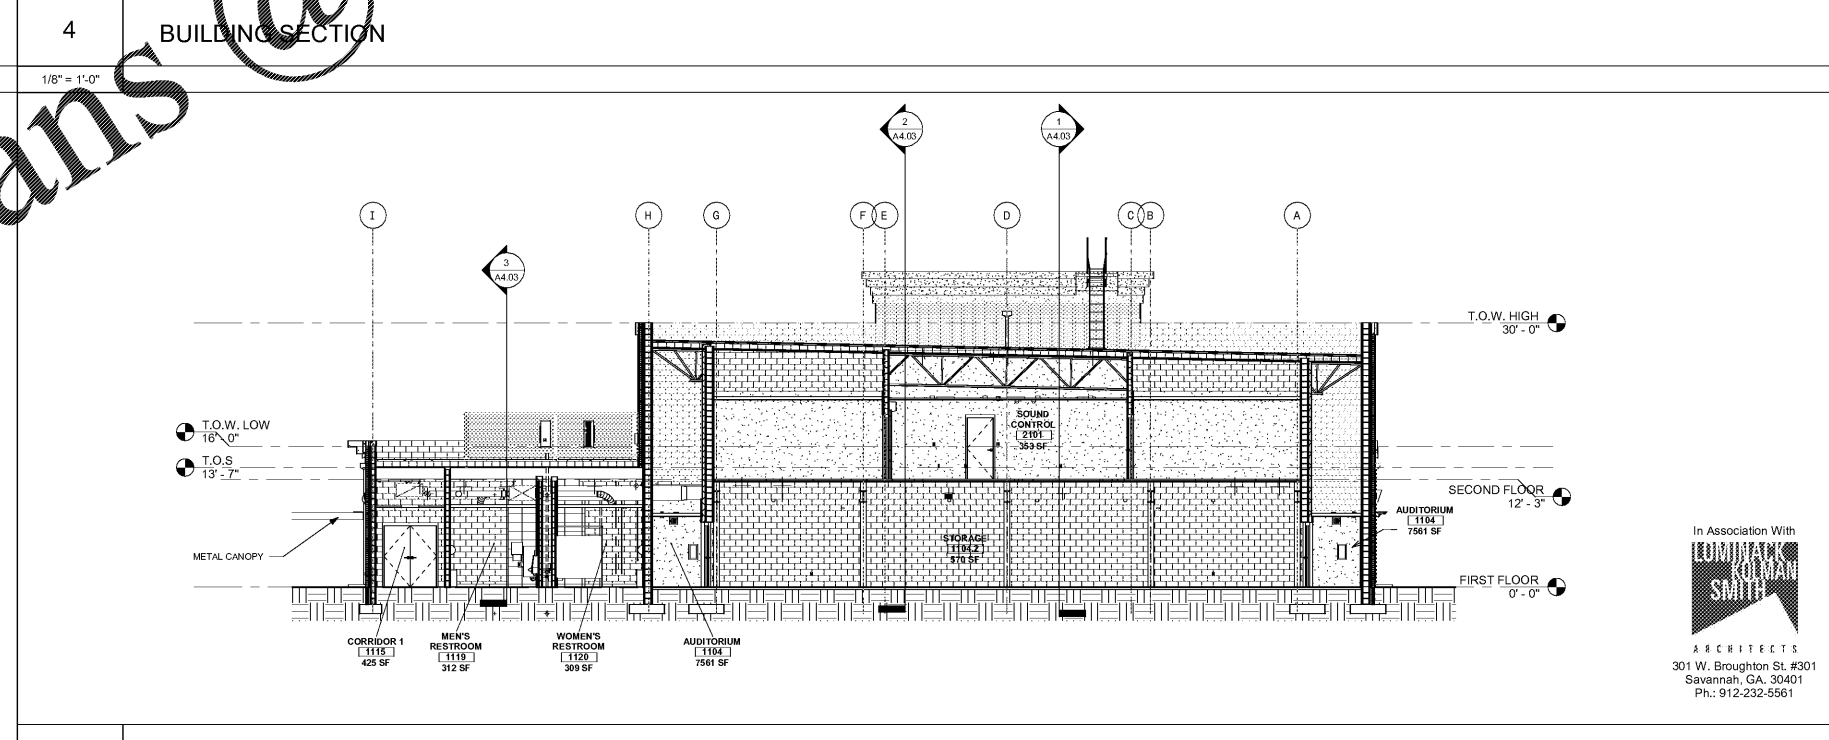 4
BUILDING SECTION
1/8" = 1'-0"
ans @
2
A4.03
1
A4.03
I
H
G
F
E
D
C
B
A
3
A4.03
T.O.W. HIGH
30' - 0"
T.O.W. LOW
16' - 0"
T.O.S
13' - 7"
SOUND
CONTROL
2101
353 SF
SECOND FLOOR
12' - 3"
AUDITORIUM
1104
7561 SF
METAL CANOPY
STORAGE
1104.2
570 SF
FIRST FLOOR
0' - 0"
CORRIDOR 1
1115
425 SF
MEN'S
RESTROOM
1119
312 SF
WOMEN'S
RESTROOM
1120
309 SF
AUDITORIUM
1104
7561 SF
In Association With
LOMINACK
KOLMAN
SMITH
ARCHITECTS
301 W. Broughton St. #301
Savannah, GA. 30401
Ph.: 912-232-5561